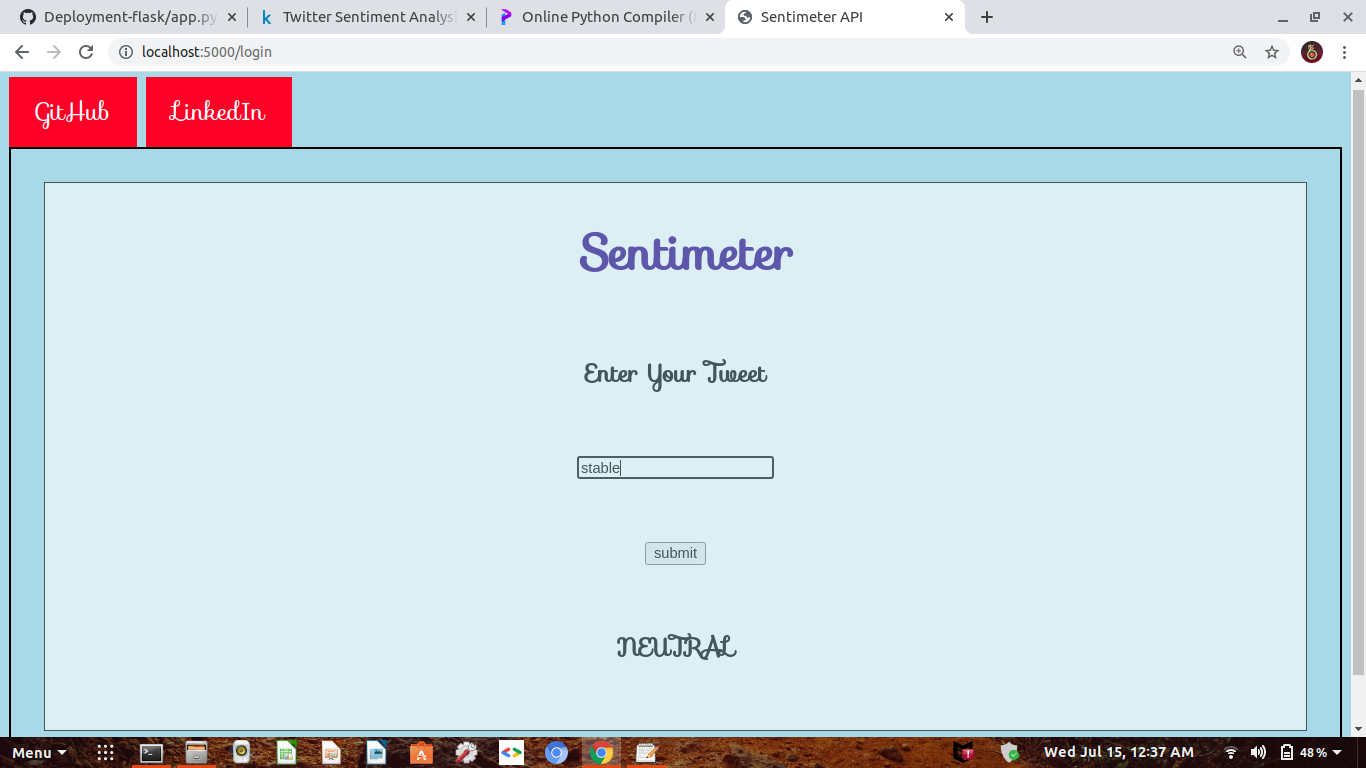 Deployment-flask/app.py
Twitter Sentiment Analysi
Online Python Compiler (I
Sentimeter API
localhost:5000/login
GitHub
LinkedIn
Sentimeter
Enter Your Tweet
stable
submit
NEUTRAL
Menu
Wed Jul 15, 12:37 AM
48%